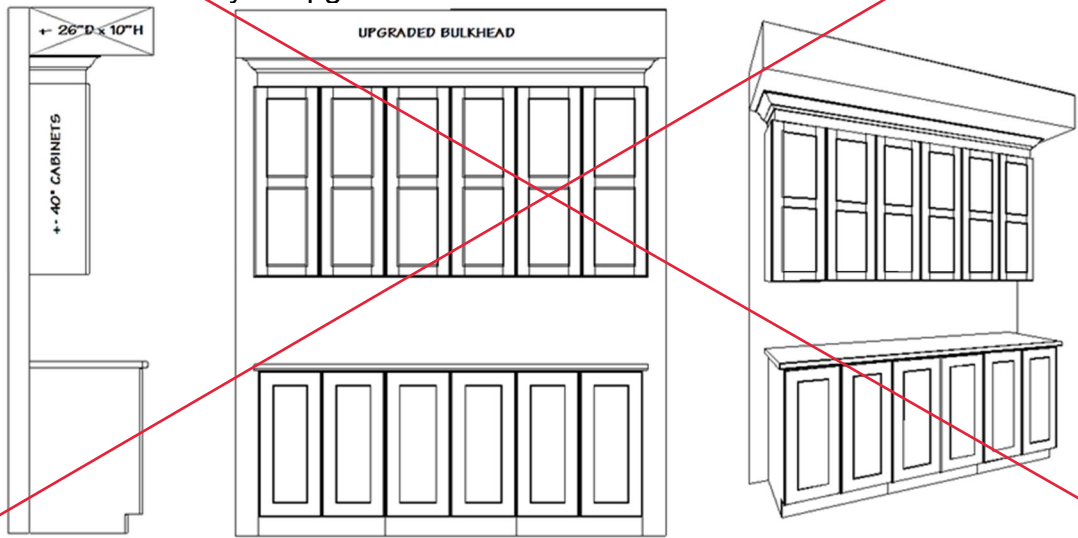 +- 26"D x 10"H
UPGRADED BULKHEAD
+- 40" CABINETS